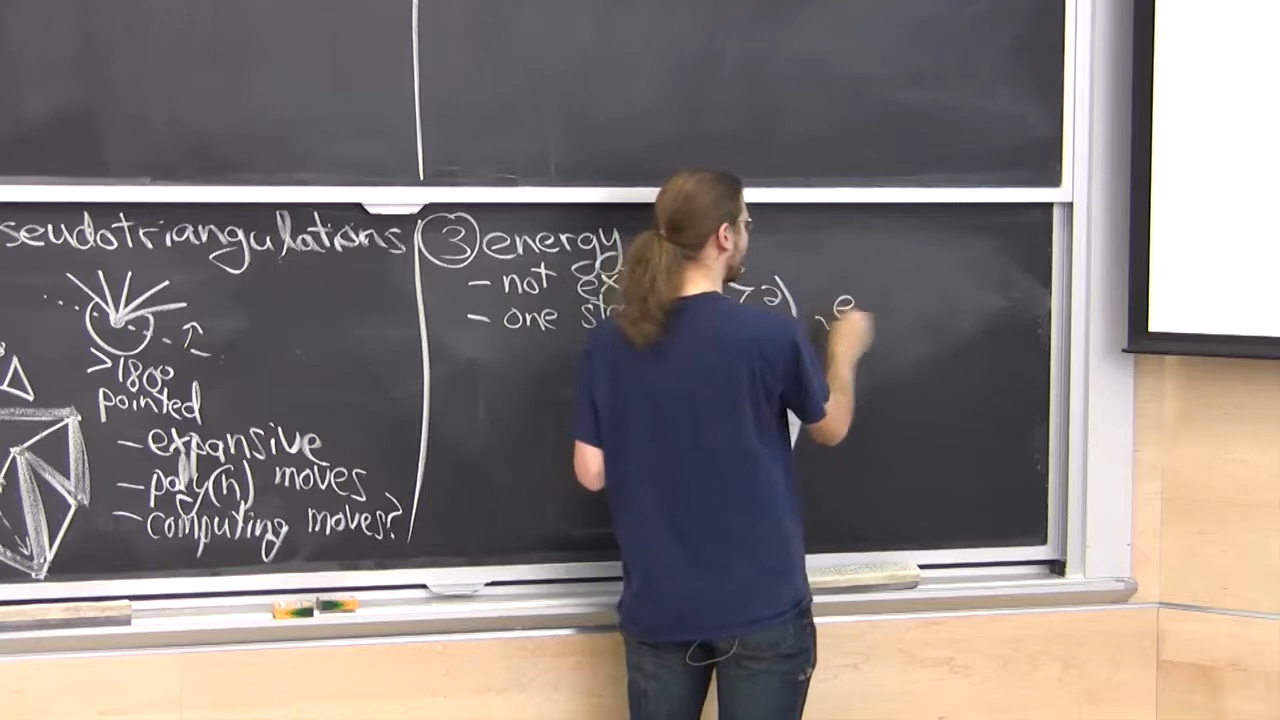 seudotriangulations
>180°
pointed
- expansive
- poly(n) moves
- computing moves?
③ energy
- not
- one